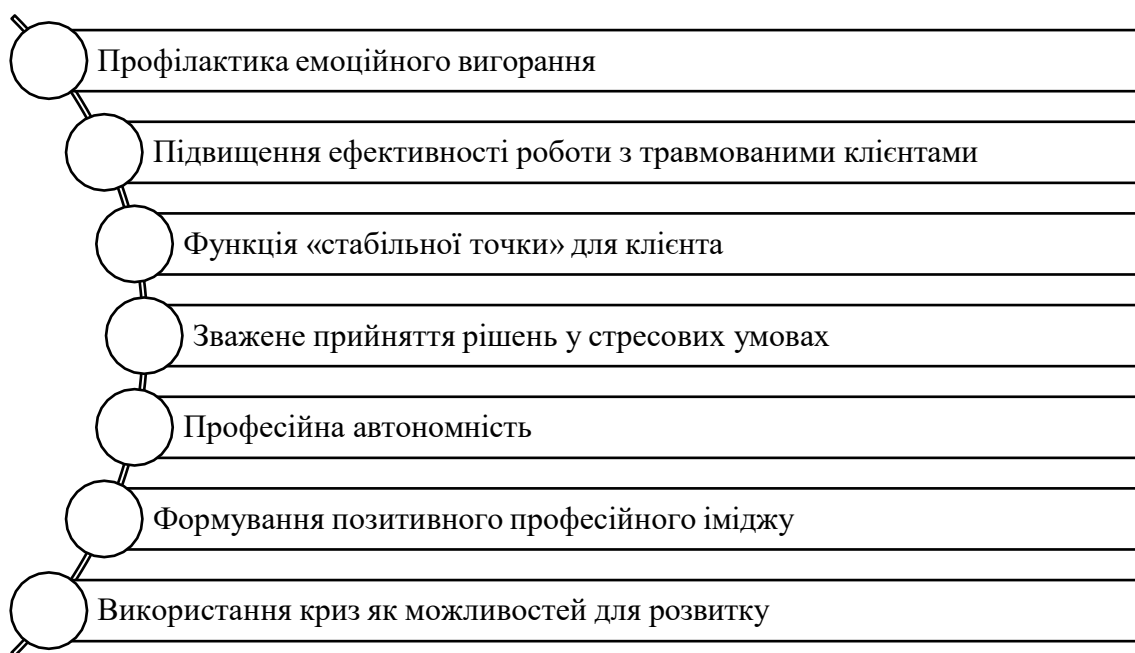 Профілактика емоційного вигорання
Підвищення ефективності роботи з травмованими клієнтами
Функція «стабільної точки» для клієнта
Зважене прийняття рішень у стресових умовах
Професійна автономність
Формування позитивного професійного іміджу
Використання криз як можливостей для розвитку